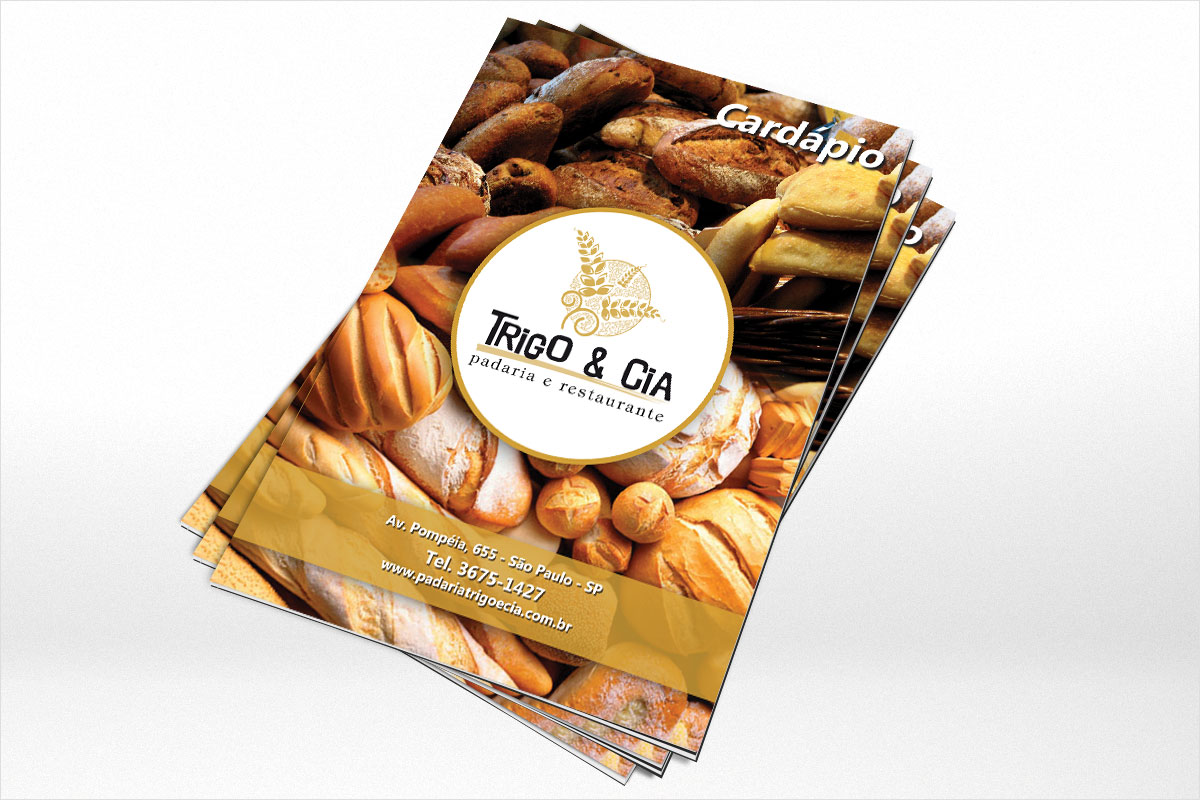 Cardápio
TRIGO & CIA
padaria e restaurante
Av. Pompéia, 655 - São Paulo - SP
Tel. 3675-1427
www.padariatrigoecia.com.br